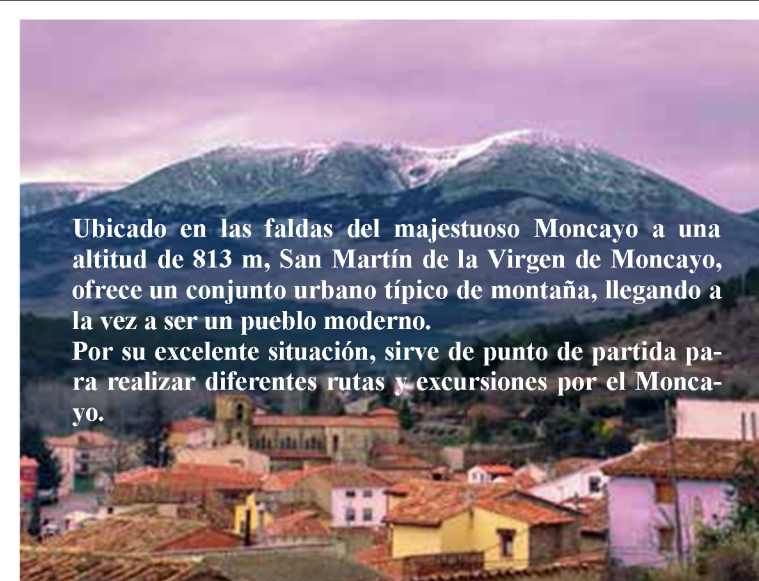 Ubicado en las faldas del majestuoso Moncayo a una
altitud de 813 m, San Martín de la Virgen de Moncayo,
ofrece un conjunto urbano típico de montaña, llegando a
la vez a ser un pueblo moderno.
Por su excelente situación, sirve de punto de partida pa-
ra realizar diferentes rutas y excursiones por el Monca-
yo.